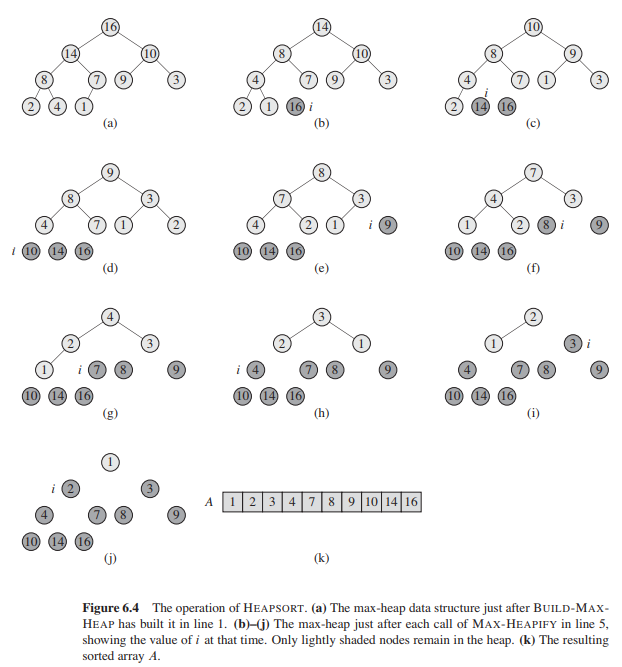 16 14 10
14 10 8 10 8 9
8 7 9 3 4 7 9 3 4 7 1 3
i
2 4 1 2 1 16 i 2 14 16
(a) (b) (c)
9 8 7
8 3 7 3 4 3
4 7 1 2 4 2 1 i 9 1 2 8 i 9
i 10 14 16 10 14 16 10 14 16
(d) (e) (f)
4 3 2
2 3 2 1 1 3 i
1 i 7 8 9 i 4 7 8 9 4 7 8 9
10 14 16 10 14 16 10 14 16
(g) (h) (i)
1
i 2 3
A 1 2 3 4 7 8 9 10 14 16
4 7 8 9
10 14 16
(j) (k)
Figure 6.4 The operation of HEAPSORT. (a) The max-heap data structure just after BUILD-MAX-
HEAP has built it in line 1. (b)–(j) The max-heap just after each call of MAX-HEAPIFY in line 5,
showing the value of i at that time. Only lightly shaded nodes remain in the heap. (k) The resulting
sorted array A.